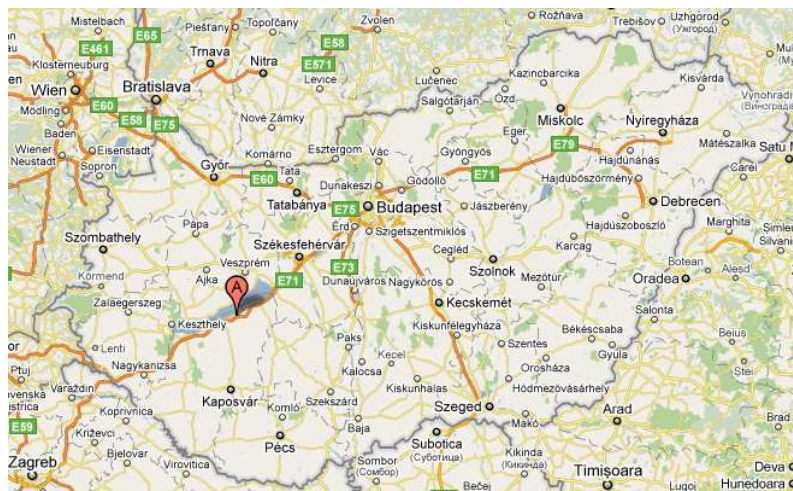 Mistelbach
E65
Piešťany
Topoľčany
Zvolen
Rožňava
Trebišov
Uzhgorod
(Ужгород)
E461
Trnava
E58
Klosterneuburg
Nitra
E571
Lučenec
Kazincbarcika
Kisvárda
Wien
Bratislava
Levice
Salgótarján
Ózd
E60
Mödling
E58
Nové Zámky
Miskolc
Nyíregyháza
Baden
E75
Eger
Wiener
Neustadt
Eisenstadt
Komárno
Esztergom
Vác
Gyöngyös
E79
Mátészalka
Satu M
Sopron
Győr
Tata
E60
Dunakeszi
Gödöllő
E71
Hajdúnánás
Carei
Tatabánya
E75
Budapest
Jászberény
Hajdúböszörmény
Debrecen
Pápa
Érd
Szigetszentmiklós
Hajdúszoboszló
Marghita
Szombathely
Székesfehérvár
Cegléd
Karcag
Körmend
Veszprém
E73
Szolnok
Botean
Ajka
E71
Dunaújváros
Nagykőrös
Mezőtúr
Oradea
Aleşd
Zalaegerszeg
A
Kecskemét
Salonta
Keszthely
Kiskunfélegyháza
Békéscsaba
Beius
Lenti
Paks
Kecel
Szentes
Gyula
Nagykanizsa
Kalocsa
Orosháza
Stei
Ptuj
Varaždin
Kaposvár
Szekszárd
Kiskunhalas
Hódmezővásárhely
Koprivnica
Komló
Szeged
Arad
E59
Baja
Makó
Brad
Križevci
Pécs
Subotica
(Суботица)
Bjelovar
Virovitica
Sombor
(Сомбор)
Kikinda
(Кикинда)
Deva
Zagreb
Timişoara
Bečej
Lugoj
Hunedoara